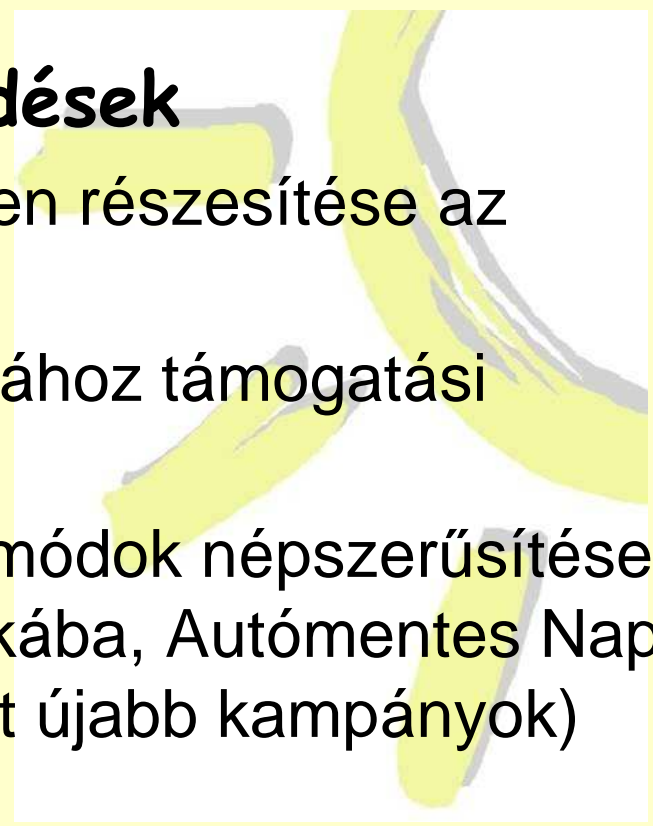 dések
en részesítése az
ához támogatási
módok népszerűsítése
kába, Autómentes Nap
t újabb kampányok)